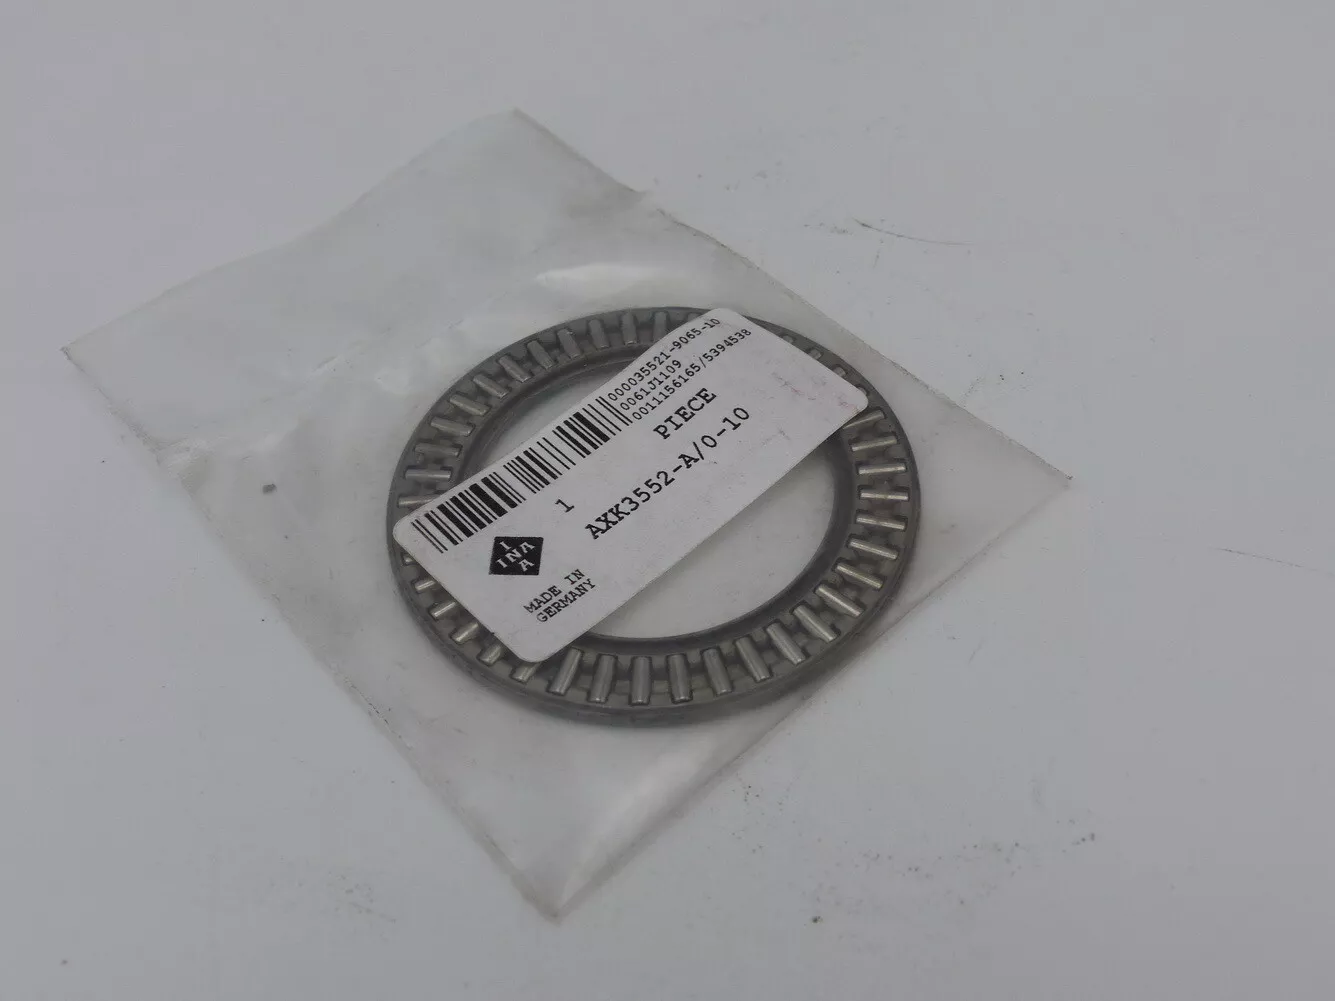 000035521-9065-10
0061J1109
0011156165/5394538
1 PIECE
AXK3552-A/0-10
I
INA
A
MADE IN
GERMANY